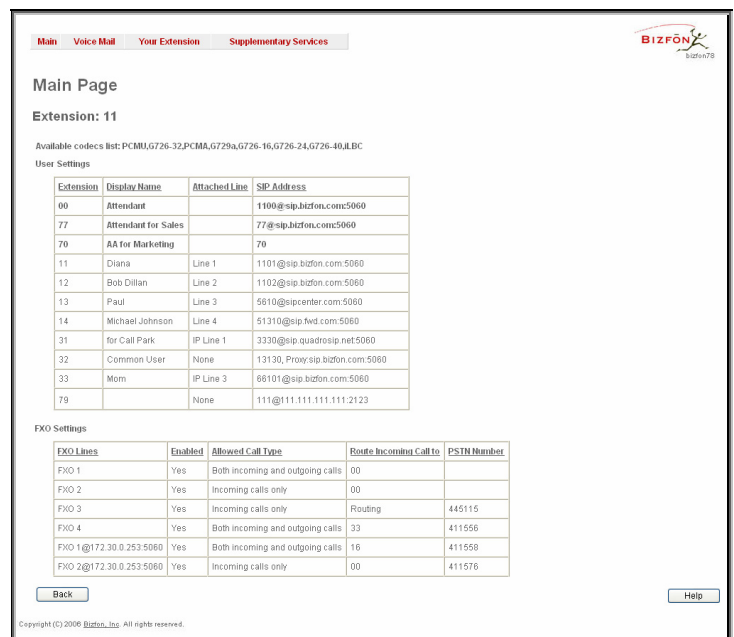 Main Voice Mail Your Extension Supplementary Services
BIZFŌN
bizfon78
Main Page
Extension: 11
Available codecs list: PCMU,G726-32,PCMA,G729a,G726-16,G726-24,G726-40,iLBC
User Settings
Extension Display Name Attached Line SIP Address
00 Attendant 1100@sip.bizfon.com:5060
77 Attendant for Sales 77@sip.bizfon.com:5060
70 AA for Marketing 70
11 Diana Line 1 1101@sip.bizfon.com:5060
12 Bob Dillan Line 2 1102@sip.bizfon.com:5060
13 Paul Line 3 5610@sipcenter.com:5060
14 Michael Johnson Line 4 51310@sip.fwd.com:5060
31 for Call Park IP Line 1 3330@sip.quadrosip.net:5060
32 Common User None 13130, Proxy:sip.bizfon.com:5060
33 Mom IP Line 3 66101@sip.bizfon.com:5060
79 None 111@111.111.111.111:2123
FXO Settings
FXO Lines Enabled Allowed Call Type Route Incoming Call to PSTN Number
FXO 1 Yes Both incoming and outgoing calls 00
FXO 2 Yes Incoming calls only 00
FXO 3 Yes Incoming calls only Routing 445115
FXO 4 Yes Both incoming and outgoing calls 33 411556
FXO 1@172.30.0.253:5060 Yes Both incoming and outgoing calls 16 411558
FXO 2@172.30.0.253:5060 Yes Incoming calls only 00 411576
Back Help
Copyright (C) 2006 Bizfon, Inc. All rights reserved.